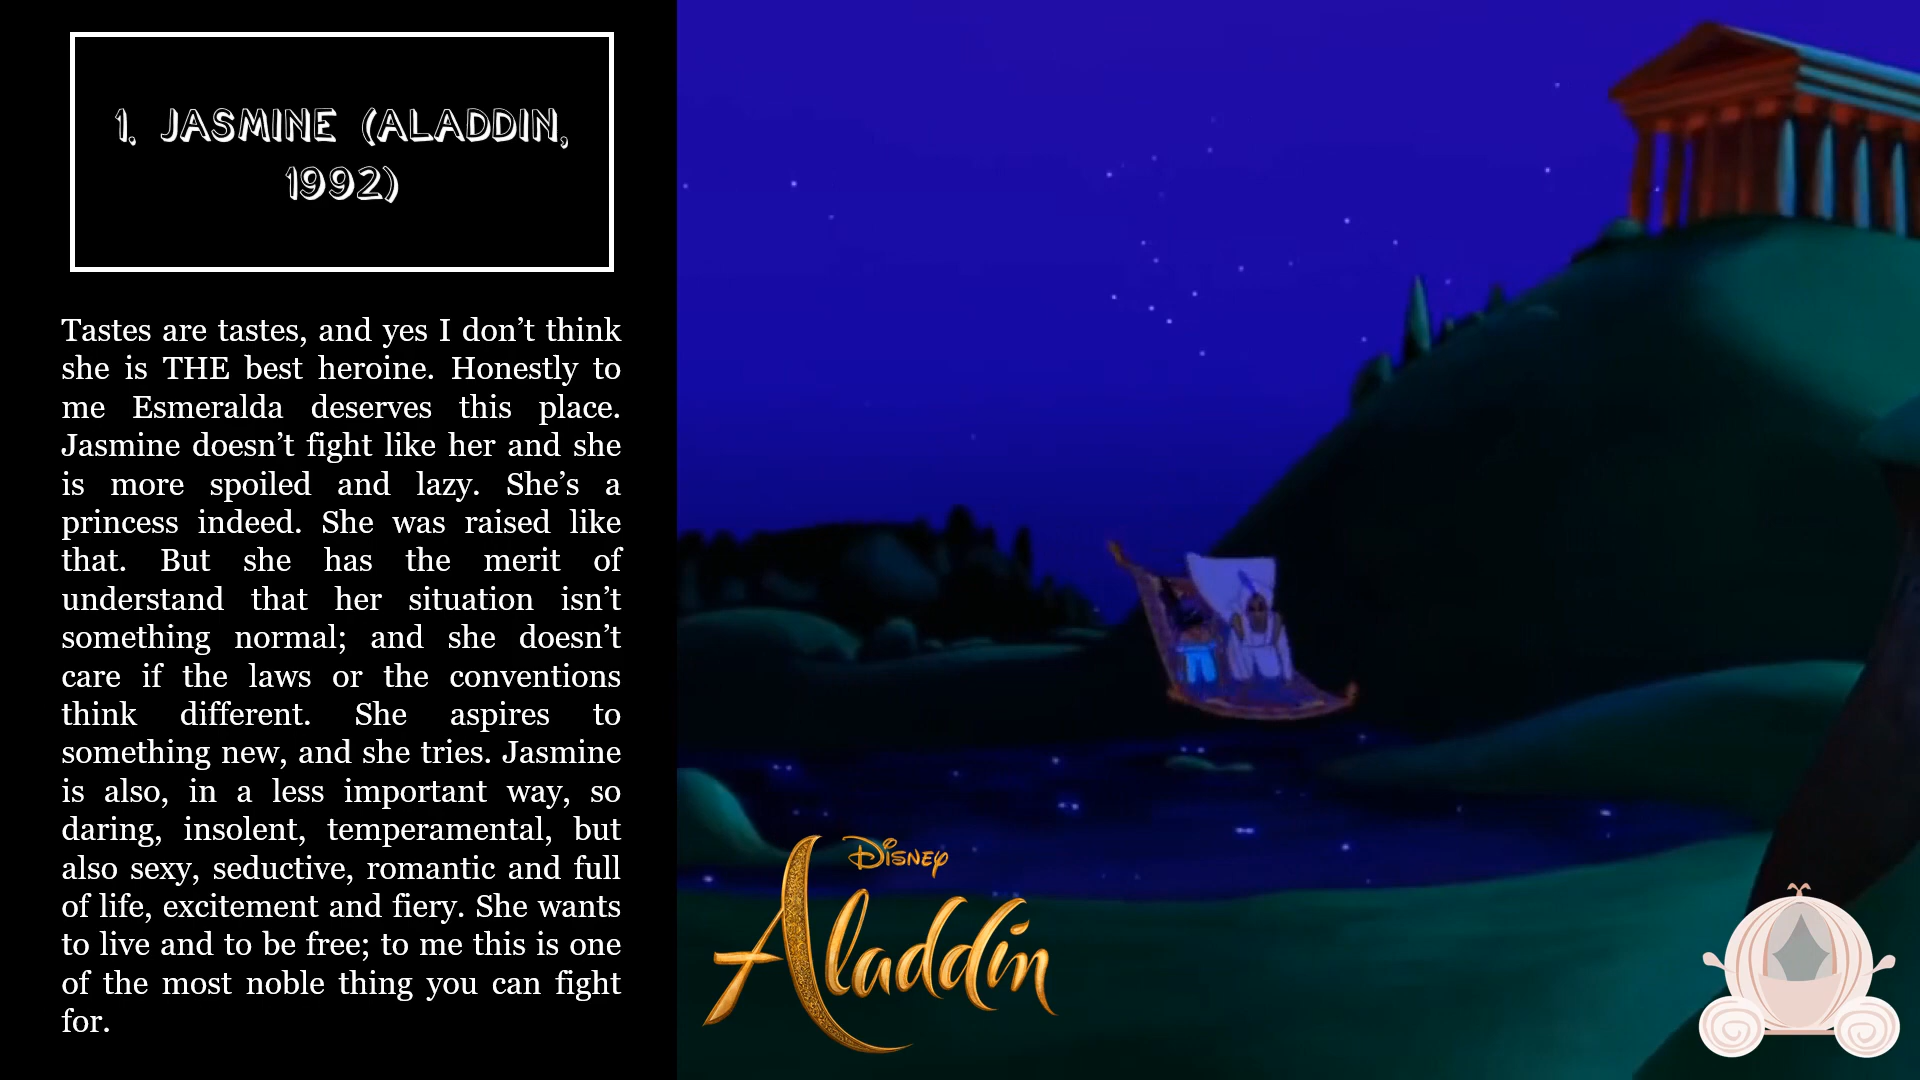 1. JASMINE (ALADDIN,
1992)
Tastes are tastes, and yes I don’t think
she is THE best heroine. Honestly to
me Esmeralda deserves this place.
Jasmine doesn’t fight like her and she
is more spoiled and lazy. She’s a
princess indeed. She was raised like
that. But she has the merit of
understand that her situation isn’t
something normal; and she doesn’t
care if the laws or the conventions
think different. She aspires to
something new, and she tries. Jasmine
is also, in a less important way, so
daring, insolent, temperamental, but
also sexy, seductive, romantic and full
of life, excitement and fiery. She wants
to live and to be free; to me this is one
of the most noble thing you can fight
for.
Disney
Aladdin